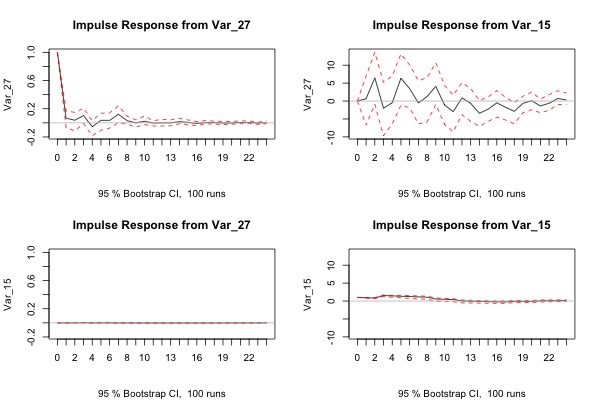 Impulse Response from Var_27
Impulse Response from Var_15
Var_27
-0.2 0.2 0.6 1.0
0 2 4 6 8 10 13 16 19 22
95 % Bootstrap CI, 100 runs
Var_27
-10 0 5 10
0 2 4 6 8 10 13 16 19 22
95 % Bootstrap CI, 100 runs
Impulse Response from Var_27
Impulse Response from Var_15
Var_15
-0.2 0.2 0.6 1.0
0 2 4 6 8 10 13 16 19 22
95 % Bootstrap CI, 100 runs
Var_15
-10 0 5 10
0 2 4 6 8 10 13 16 19 22
95 % Bootstrap CI, 100 runs